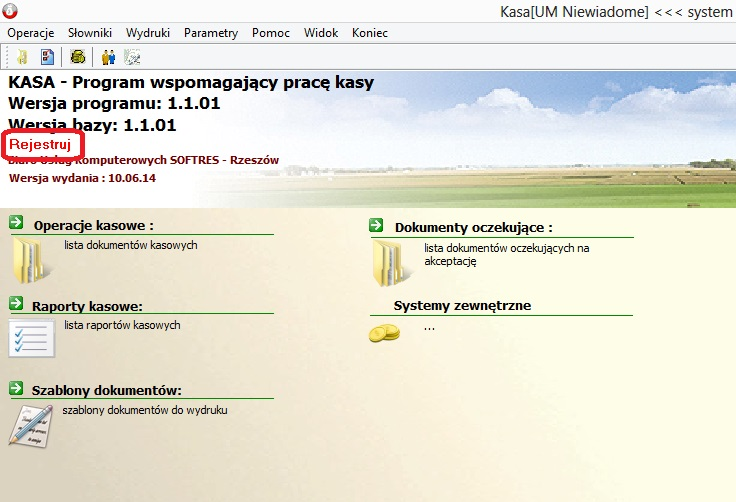 Kasa[UM Niewiadome] <<< system
Operacje Słowniki Wydruki Parametry Pomoc Widok Koniec
KASA - Program wspomagający pracę kasy
Wersja programu: 1.1.01
Wersja bazy: 1.1.01
Rejestruj
Biuro Usług Komputerowych SOFTRES - Rzeszów
Wersja wydania : 10.06.14
Operacje kasowe :
lista dokumentów kasowych
Dokumenty oczekujące :
lista dokumentów oczekujących na
akceptację
Raporty kasowe:
lista raportów kasowych
Systemy zewnętrzne
...
Szablony dokumentów:
szablony dokumentów do wydruku